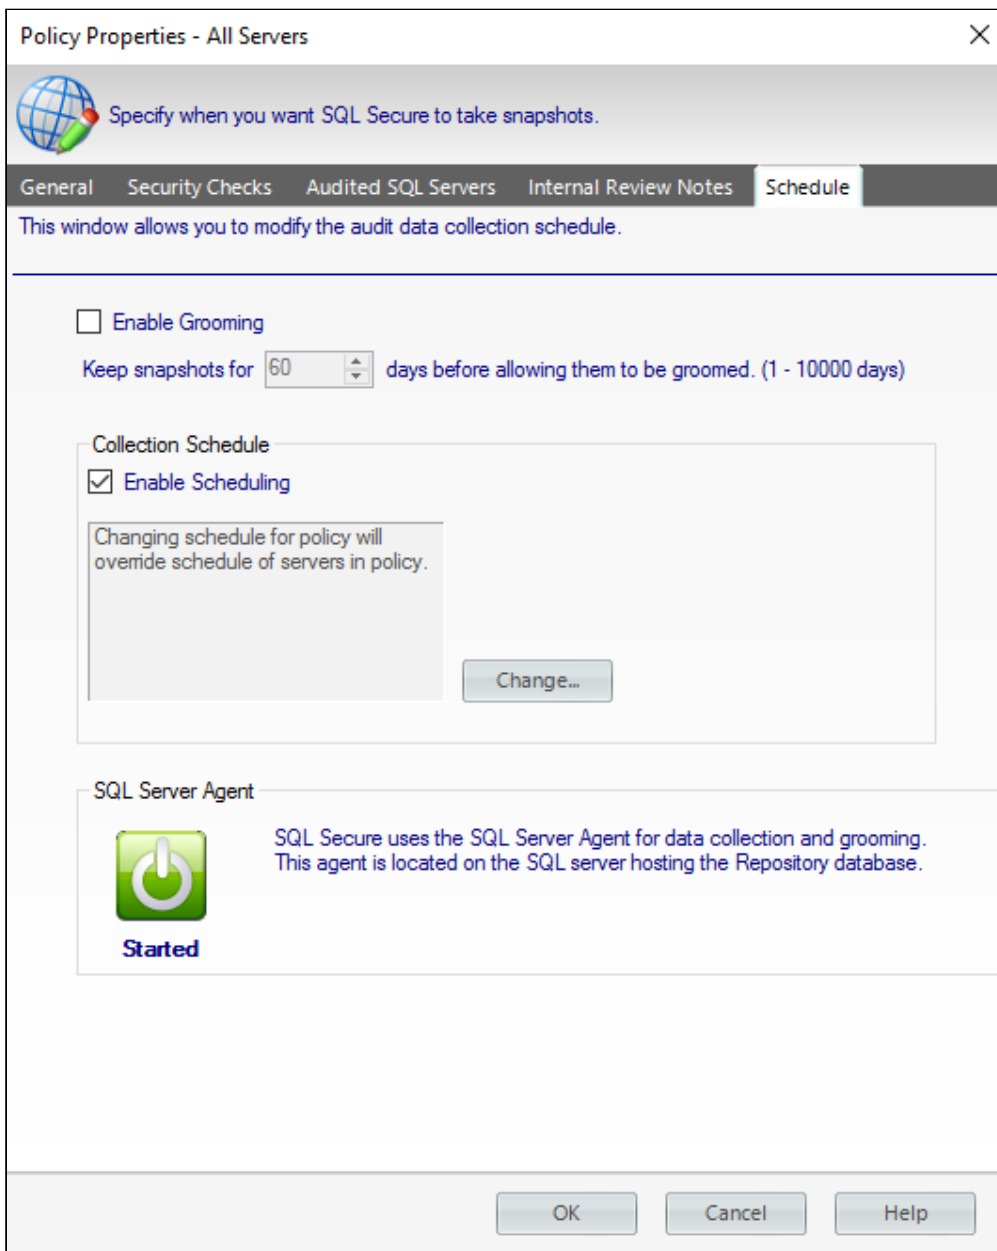 Policy Properties - All Servers
Specify when you want SQL Secure to take snapshots.
General Security Checks Audited SQL Servers Internal Review Notes Schedule
This window allows you to modify the audit data collection schedule.
Enable Grooming
Keep snapshots for 60 days before allowing them to be groomed. (1 - 10000 days)
Collection Schedule
Enable Scheduling
Changing schedule for policy will
override schedule of servers in policy.
Change...
SQL Server Agent
SQL Secure uses the SQL Server Agent for data collection and grooming.
This agent is located on the SQL server hosting the Repository database.
Started
OK Cancel Help